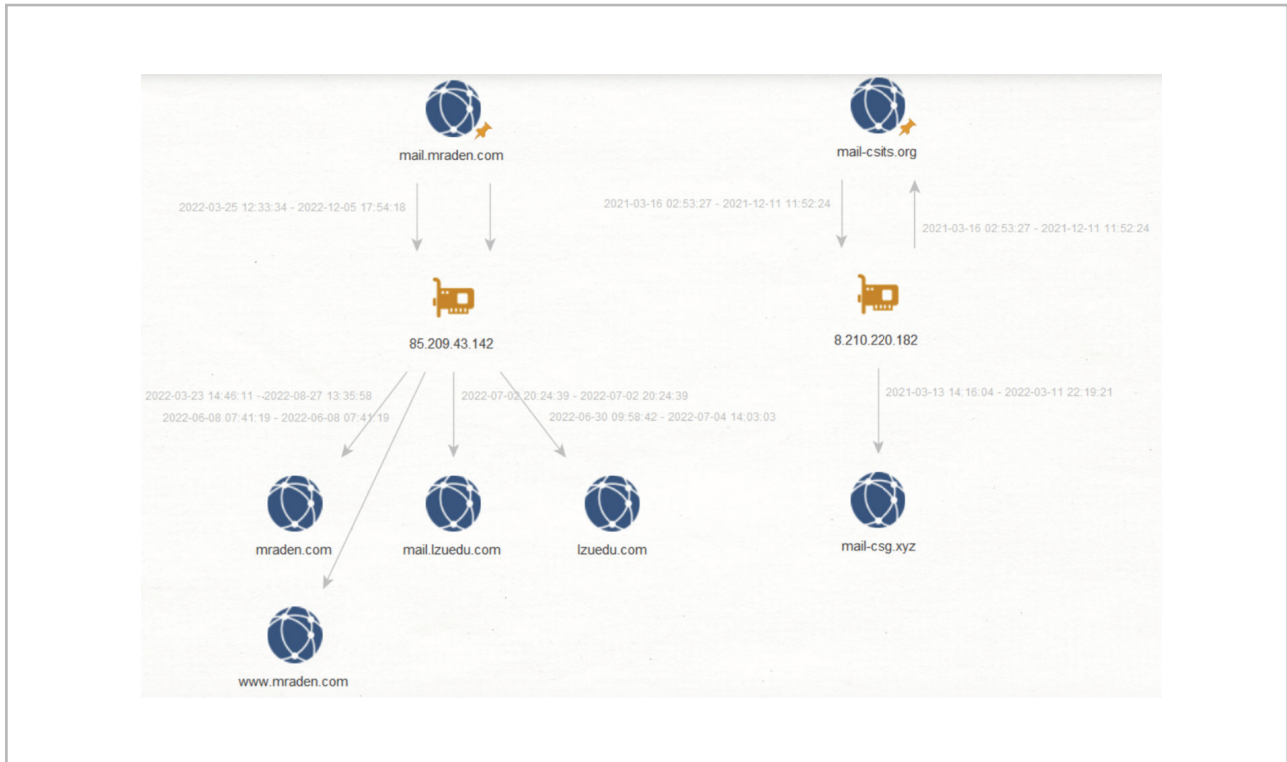 mail.mraden.com
mail-csits.org
2022-03-25 12:33:34 - 2022-12-05 17:54:18
2021-03-16 02:53:27 - 2021-12-11 11:52:24
2021-03-16 02:53:27 - 2021-12-11 11:52:24
85.209.43.142
8.210.220.182
2022-03-23 14:46:11 - 2022-08-27 13:35:58
2022-07-02 20:24:39 - 2022-07-02 20:24:39
2021-03-13 14:16:04 - 2022-03-11 22:19:21
2022-06-08 07:41:19 - 2022-06-08 07:41:19
2022-06-30 09:58:42 - 2022-07-04 14:03:03
mraden.com
mail.lzuedu.com
lzuedu.com
mail-csg.xyz
www.mraden.com